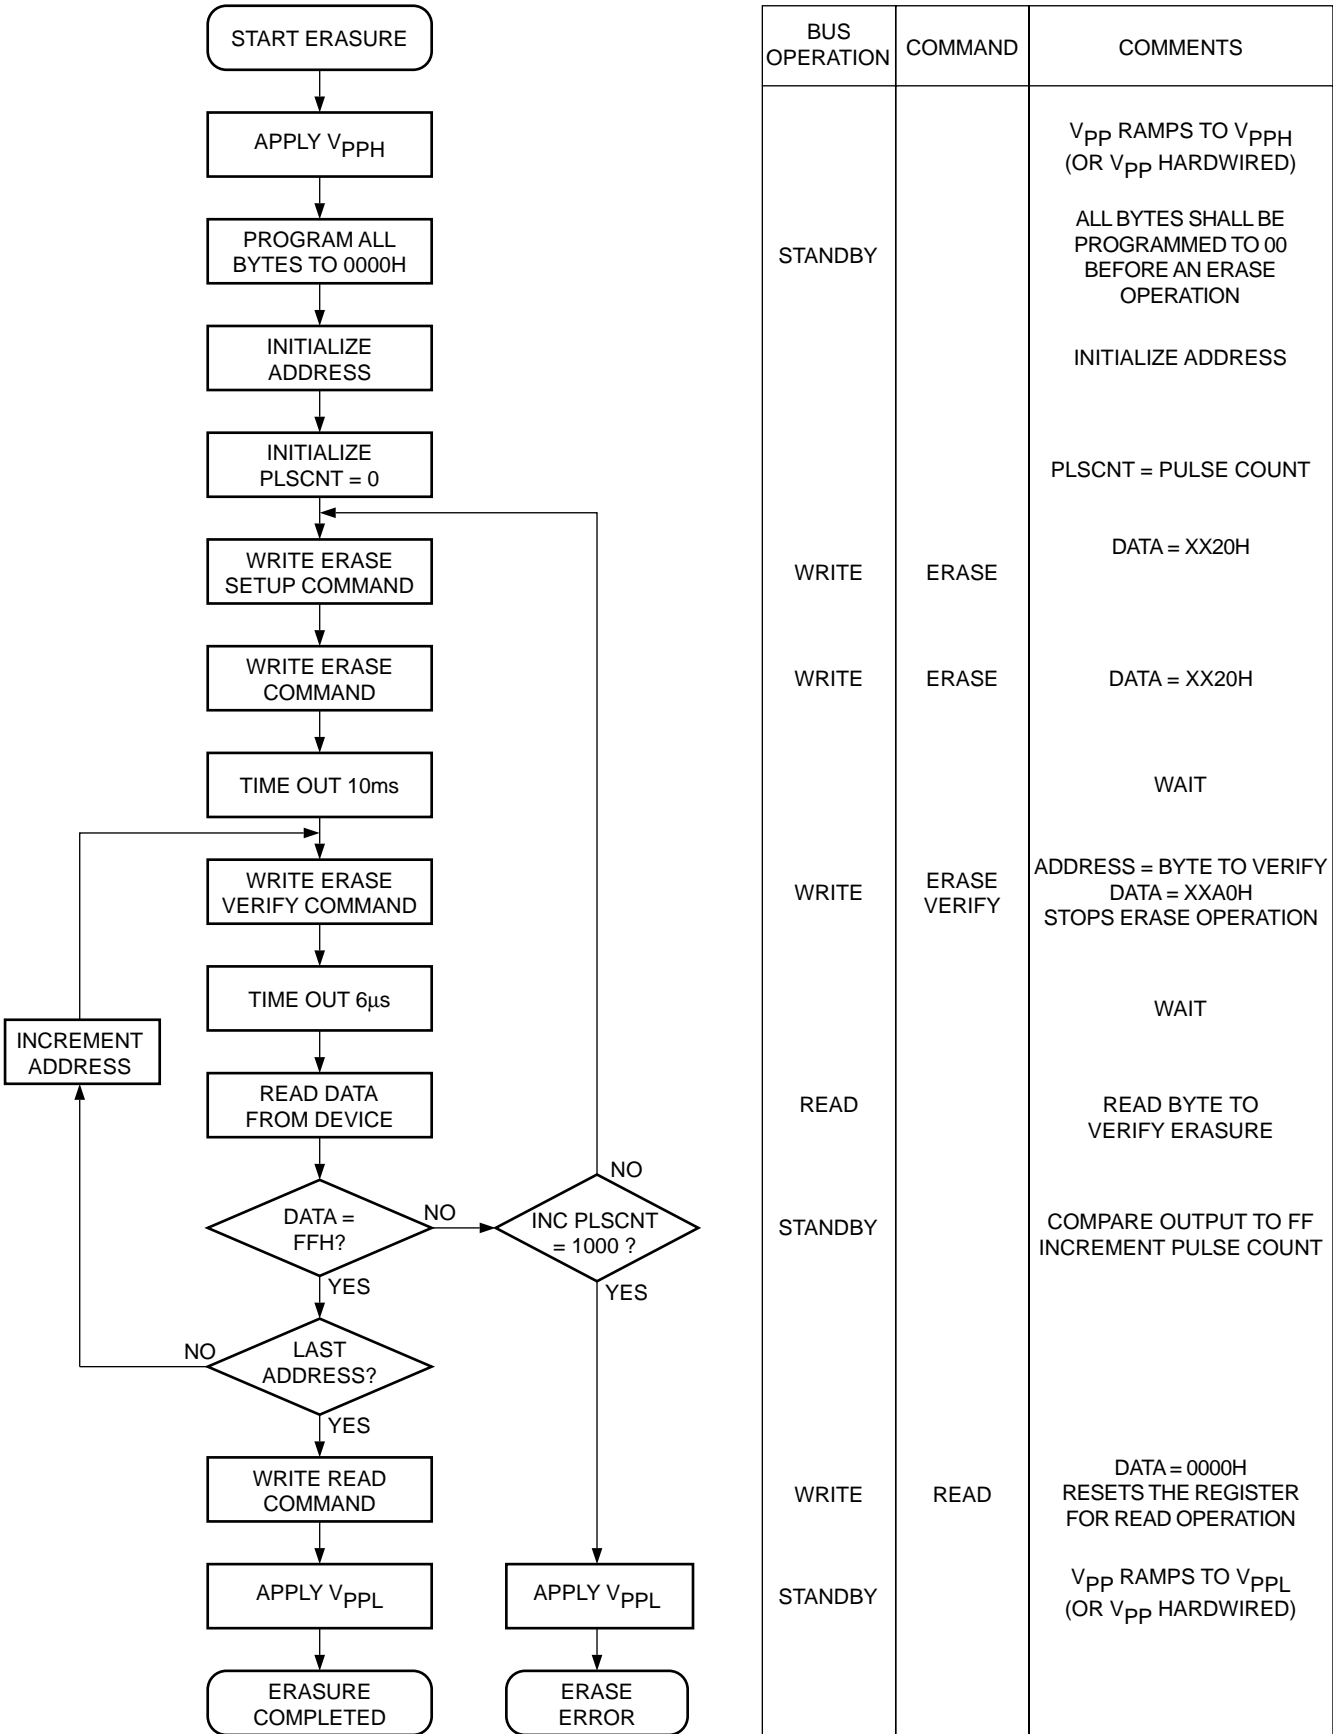 START ERASURE
APPLY VPPH
PROGRAM ALL
BYTES TO 0000H
INITIALIZE
ADDRESS
INITIALIZE
PLSCNT = 0
WRITE ERASE
SETUP COMMAND
WRITE ERASE
COMMAND
TIME OUT 10ms
WRITE ERASE
VERIFY COMMAND
TIME OUT 6µs
INCREMENT
ADDRESS
READ DATA
FROM DEVICE
DATA =
FFH?
NO
YES
INC PLSCNT
= 1000 ?
NO
YES
LAST
ADDRESS?
NO
YES
WRITE READ
COMMAND
APPLY VPPL
ERASURE
COMPLETED
APPLY VPPL
ERASE
ERROR
BUS
OPERATION
COMMAND
COMMENTS
STANDBY
VPP RAMPS TO VPPH
(OR VPP HARDWIRED)
ALL BYTES SHALL BE
PROGRAMMED TO 00
BEFORE AN ERASE
OPERATION
INITIALIZE ADDRESS
PLSCNT = PULSE COUNT
WRITE
ERASE
DATA = XX20H
WRITE
ERASE
DATA = XX20H
WAIT
WRITE
ERASE
VERIFY
ADDRESS = BYTE TO VERIFY
DATA = XXA0H
STOPS ERASE OPERATION
WAIT
READ
READ BYTE TO
VERIFY ERASURE
STANDBY
COMPARE OUTPUT TO FF
INCREMENT PULSE COUNT
WRITE
READ
DATA = 0000H
RESETS THE REGISTER
FOR READ OPERATION
STANDBY
VPP RAMPS TO VPPL
(OR VPP HARDWIRED)